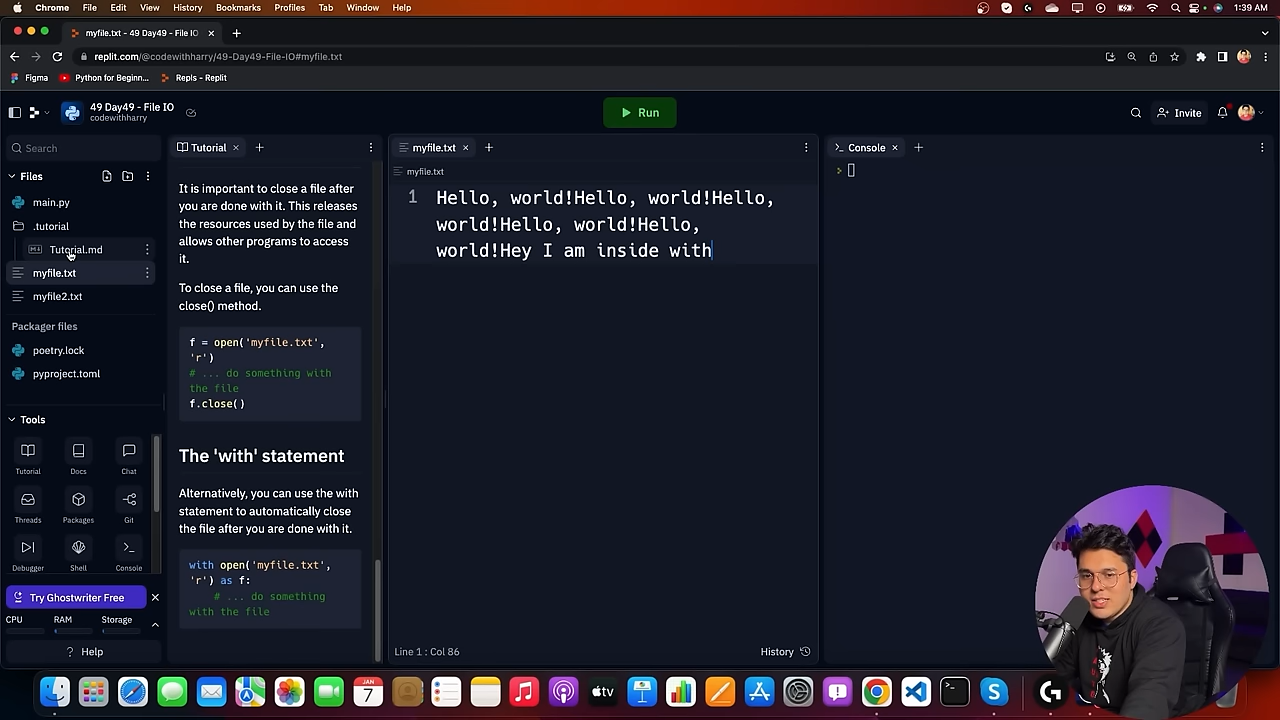 Chrome File Edit View History Bookmarks Profiles Tab Window Help 1:39 AM
myfile.txt - 49 Day49 - File IO
replit.com/@codewithharry/49-Day49-File-IO#myfile.txt
Figma Python for Beginn... Repls - Replit
49 Day49 - File IO
codewithharry
Run
Invite
Search
Files
main.py
.tutorial
Tutorial.md
myfile.txt
myfile2.txt
Packager files
poetry.lock
pyproject.toml
Tools
Tutorial Docs Chat
Threads Packages Git
Debugger Shell Console
Try Ghostwriter Free
CPU RAM Storage
? Help
Tutorial
It is important to close a file after
you are done with it. This releases
the resources used by the file and
allows other programs to access
it.
To close a file, you can use the
close() method.
f = open('myfile.txt',
'r')
# ... do something with
the file
f.close()
The 'with' statement
Alternatively, you can use the with
statement to automatically close
the file after you are done with it.
with open('myfile.txt',
'r') as f:
# ... do something
with the file
myfile.txt
myfile.txt
1 Hello, world!Hello, world!Hello,
world!Hello, world!Hello,
world!Hey I am inside with
Line 1 : Col 86
History
Console
JAN
7
tv